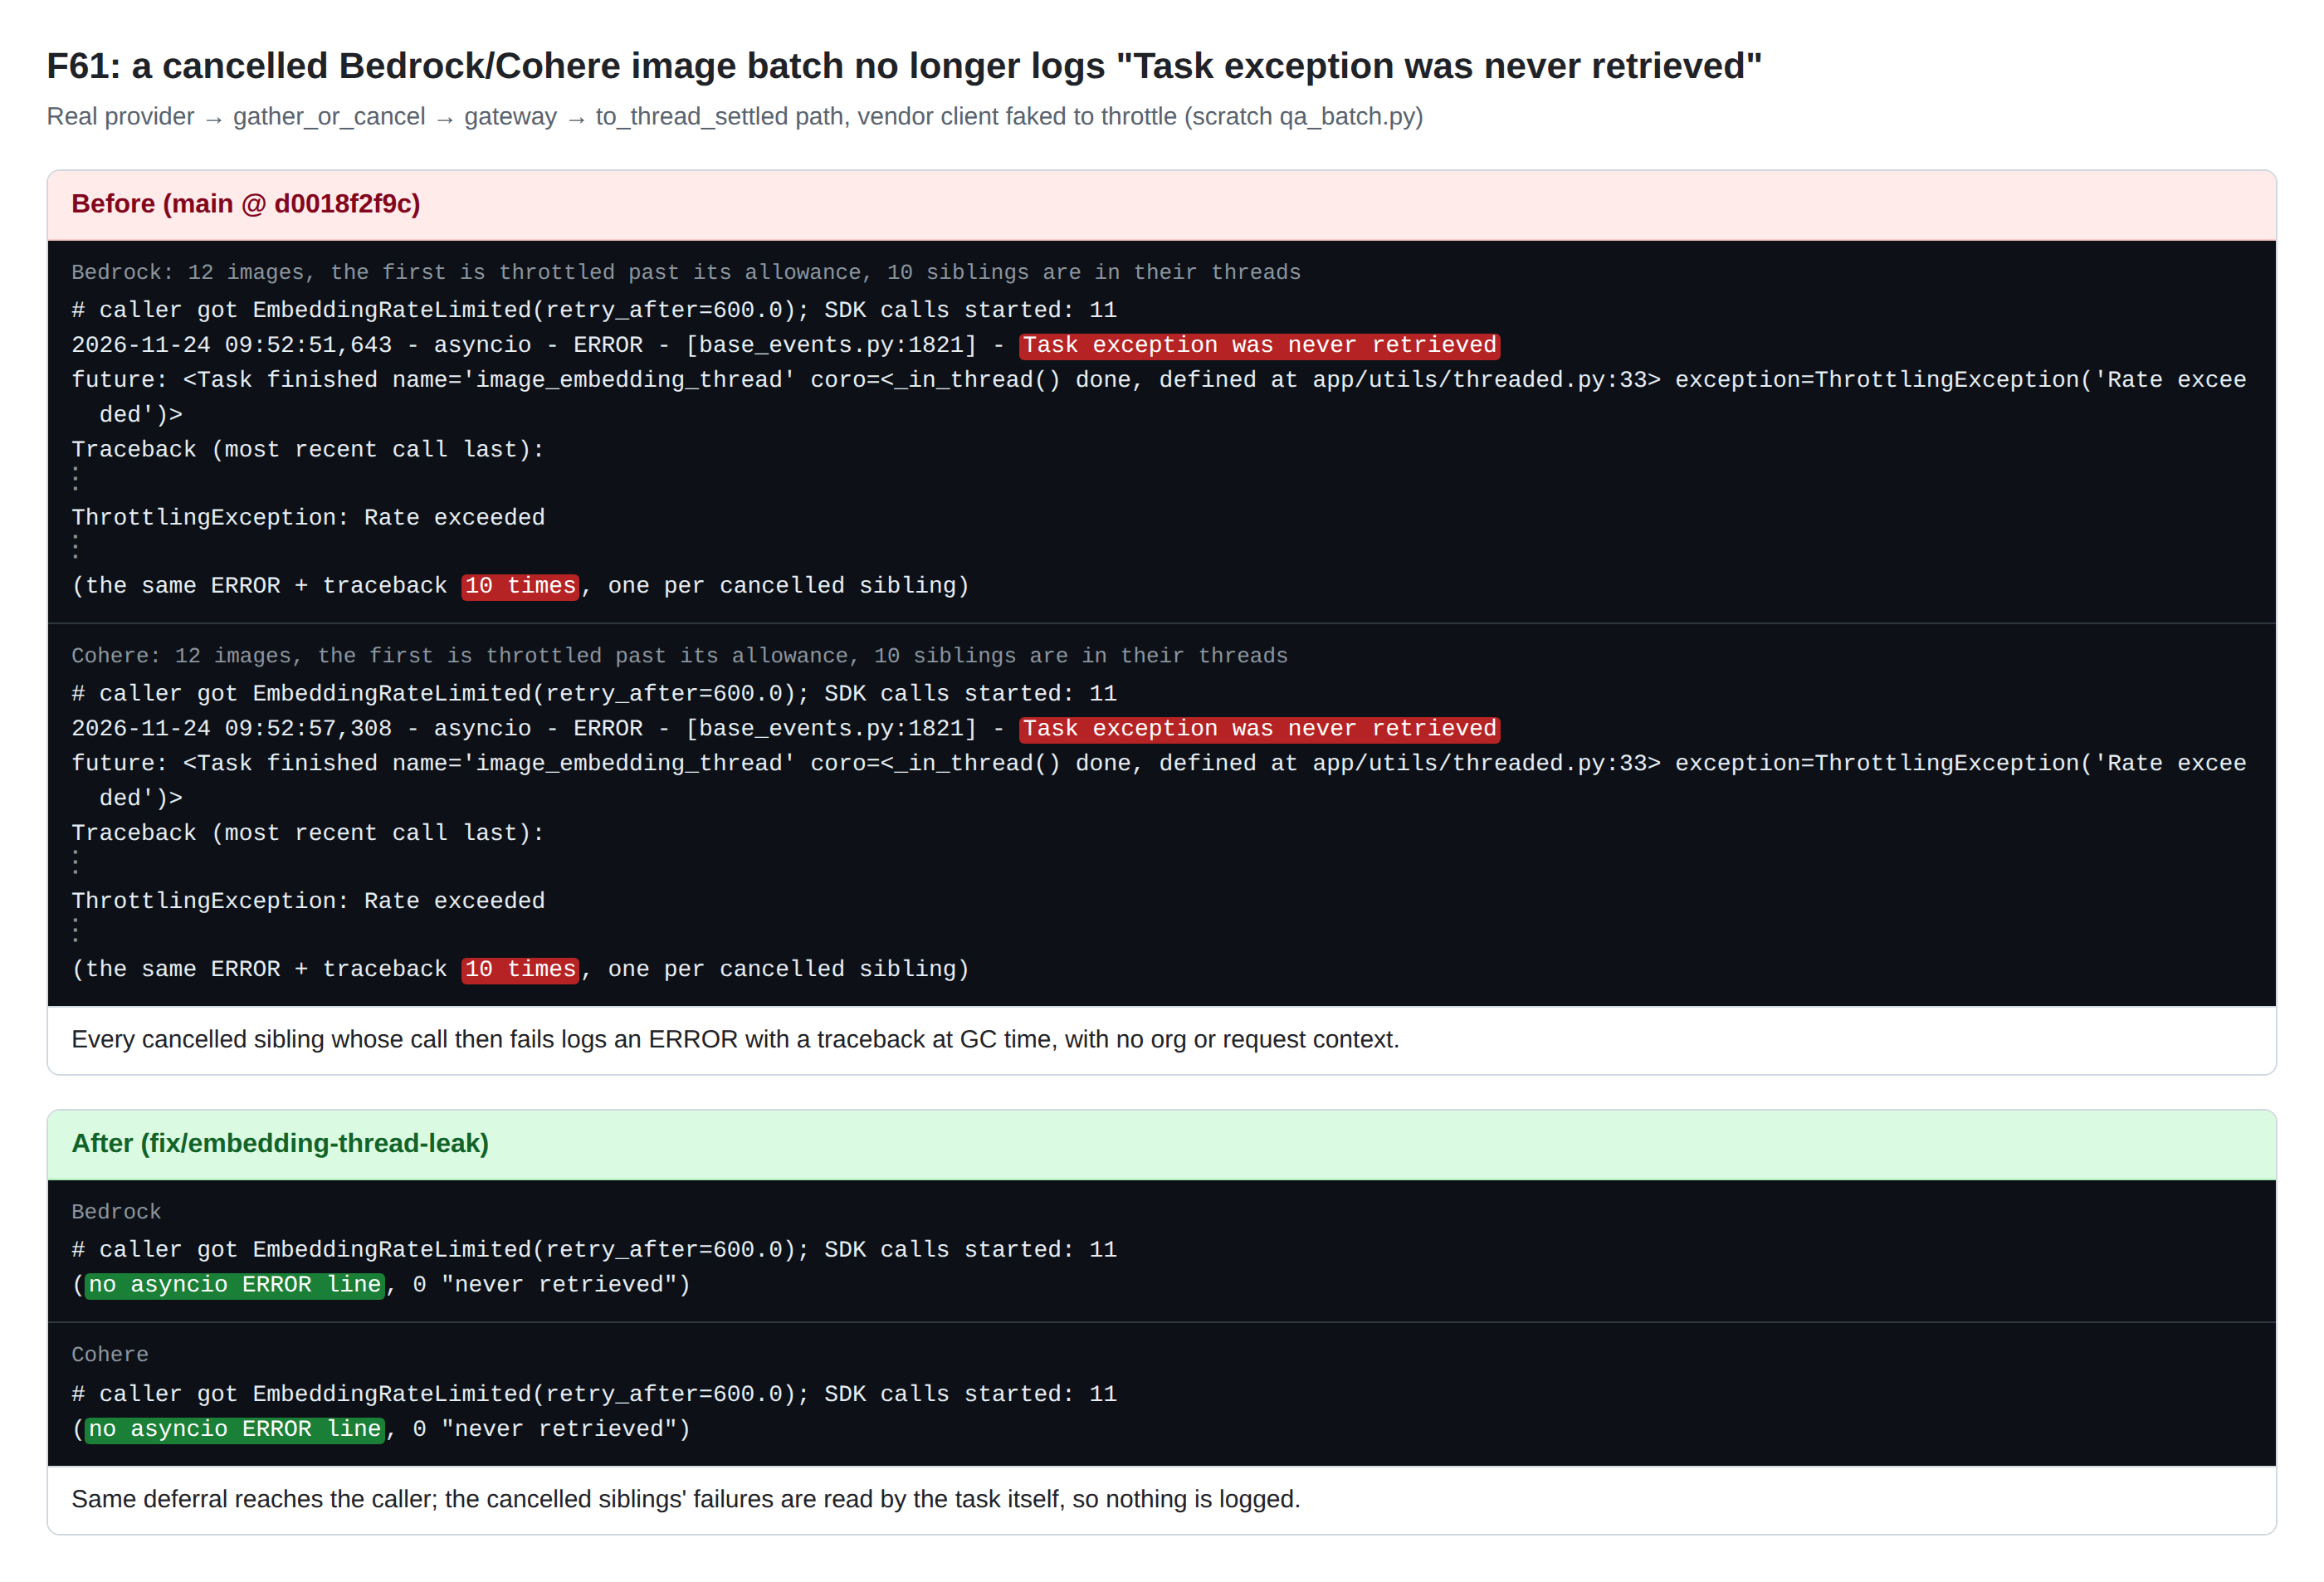 F61: a cancelled Bedrock/Cohere image batch no longer logs "Task exception was never retrieved"
Real provider → gather_or_cancel → gateway → to_thread_settled path, vendor client faked to throttle (scratch qa_batch.py)
Before (main @ d0018f2f9c)
Bedrock: 12 images, the first is throttled past its allowance, 10 siblings are in their threads
# caller got EmbeddingRateLimited(retry_after=600.0); SDK calls started: 11
2026-11-24 09:52:51,643 - asyncio - ERROR - [base_events.py:1821] - Task exception was never retrieved
future: <Task finished name='image_embedding_thread' coro=<_in_thread() done, defined at app/utils/threaded.py:33> exception=ThrottlingException('Rate excee
ded')>
Traceback (most recent call last):
⋮
ThrottlingException: Rate exceeded
⋮
(the same ERROR + traceback 10 times, one per cancelled sibling)
Cohere: 12 images, the first is throttled past its allowance, 10 siblings are in their threads
# caller got EmbeddingRateLimited(retry_after=600.0); SDK calls started: 11
2026-11-24 09:52:57,308 - asyncio - ERROR - [base_events.py:1821] - Task exception was never retrieved
future: <Task finished name='image_embedding_thread' coro=<_in_thread() done, defined at app/utils/threaded.py:33> exception=ThrottlingException('Rate excee
ded')>
Traceback (most recent call last):
⋮
ThrottlingException: Rate exceeded
⋮
(the same ERROR + traceback 10 times, one per cancelled sibling)
Every cancelled sibling whose call then fails logs an ERROR with a traceback at GC time, with no org or request context.
After (fix/embedding-thread-leak)
Bedrock
# caller got EmbeddingRateLimited(retry_after=600.0); SDK calls started: 11
(no asyncio ERROR line, 0 "never retrieved")
Cohere
# caller got EmbeddingRateLimited(retry_after=600.0); SDK calls started: 11
(no asyncio ERROR line, 0 "never retrieved")
Same deferral reaches the caller; the cancelled siblings' failures are read by the task itself, so nothing is logged.